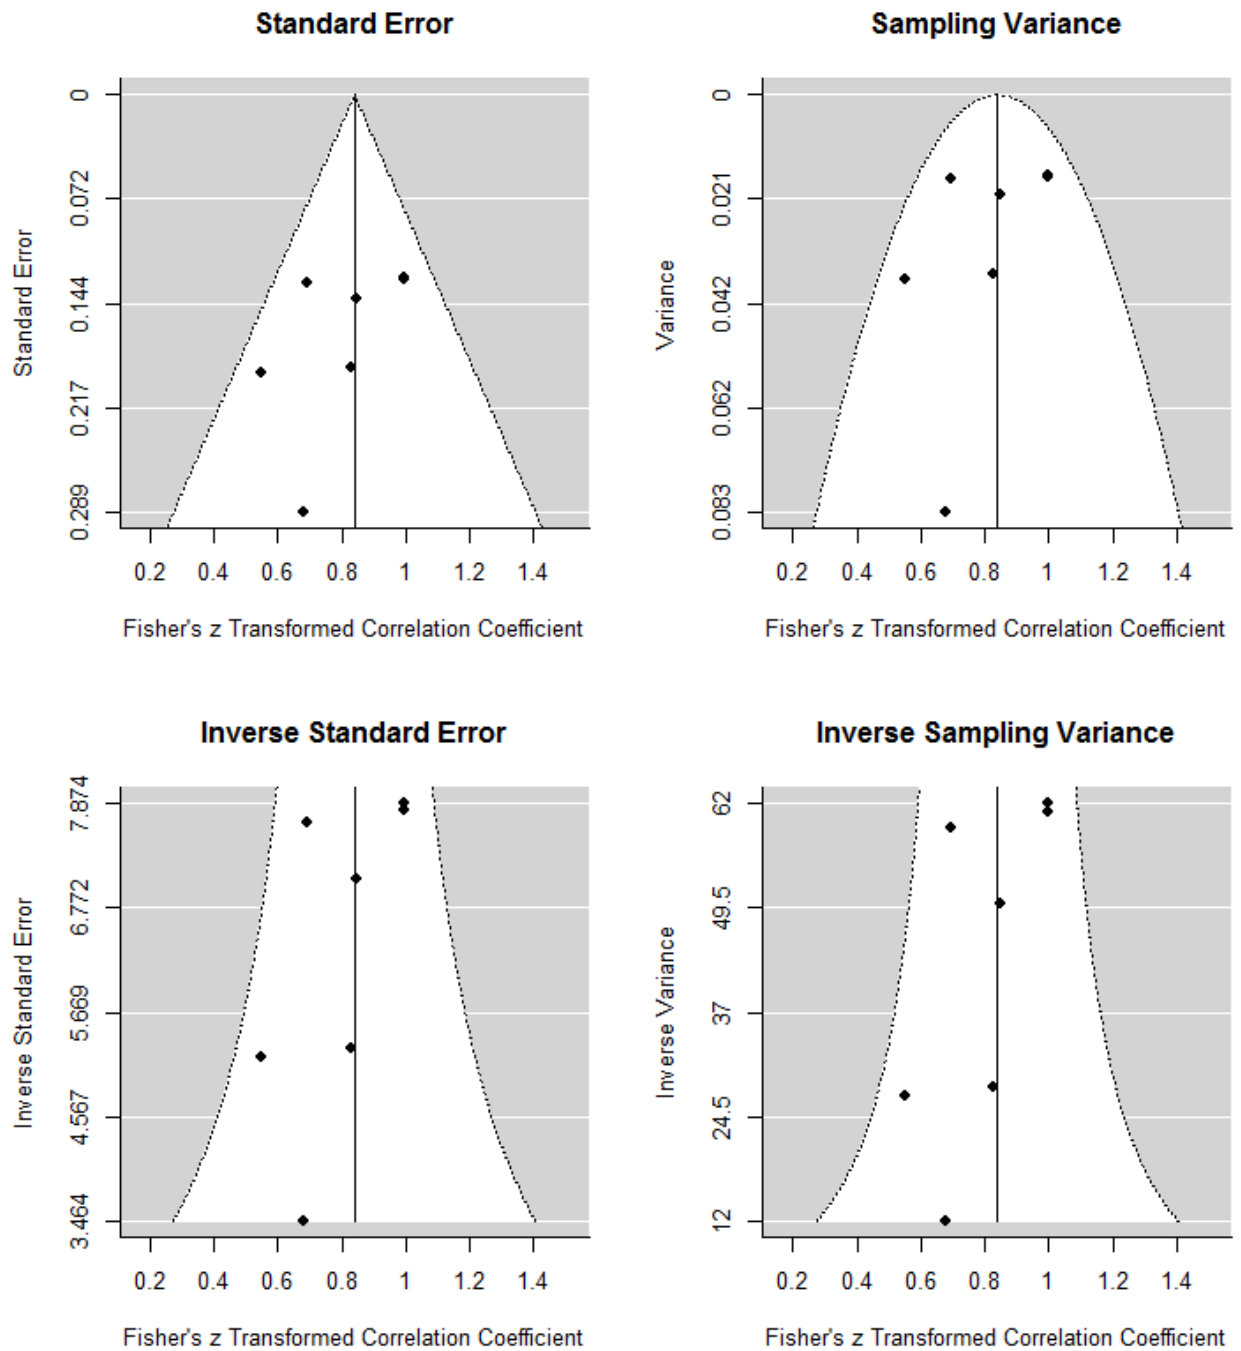 Standard Error
Standard Error
0
0.072
0.144
0.217
0.289
0.2 0.4 0.6 0.8 1 1.2 1.4
Fisher's z Transformed Correlation Coefficient
Sampling Variance
Variance
0
0.021
0.042
0.062
0.083
0.2 0.4 0.6 0.8 1 1.2 1.4
Fisher's z Transformed Correlation Coefficient
Inverse Standard Error
Inverse Standard Error
7.874
6.772
5.669
4.567
3.464
0.2 0.4 0.6 0.8 1 1.2 1.4
Fisher's z Transformed Correlation Coefficient
Inverse Sampling Variance
Inverse Variance
62
49.5
37
24.5
12
0.2 0.4 0.6 0.8 1 1.2 1.4
Fisher's z Transformed Correlation Coefficient